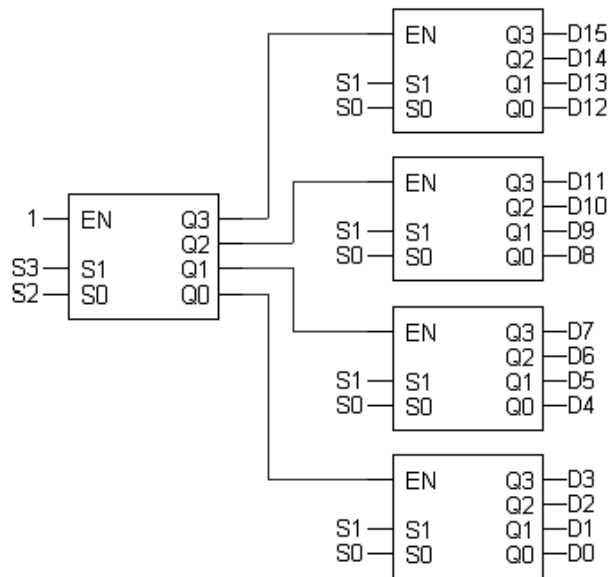 EN Q3 D15
Q2 D14
S1 S1 Q1 D13
S0 S0 Q0 D12
EN Q3 D11
Q2 D10
S1 S1 Q1 D9
S0 S0 Q0 D8
1 EN Q3
Q2
S3 S1 Q1
S2 S0 Q0
EN Q3 D7
Q2 D6
S1 S1 Q1 D5
S0 S0 Q0 D4
EN Q3 D3
Q2 D2
S1 S1 Q1 D1
S0 S0 Q0 D0